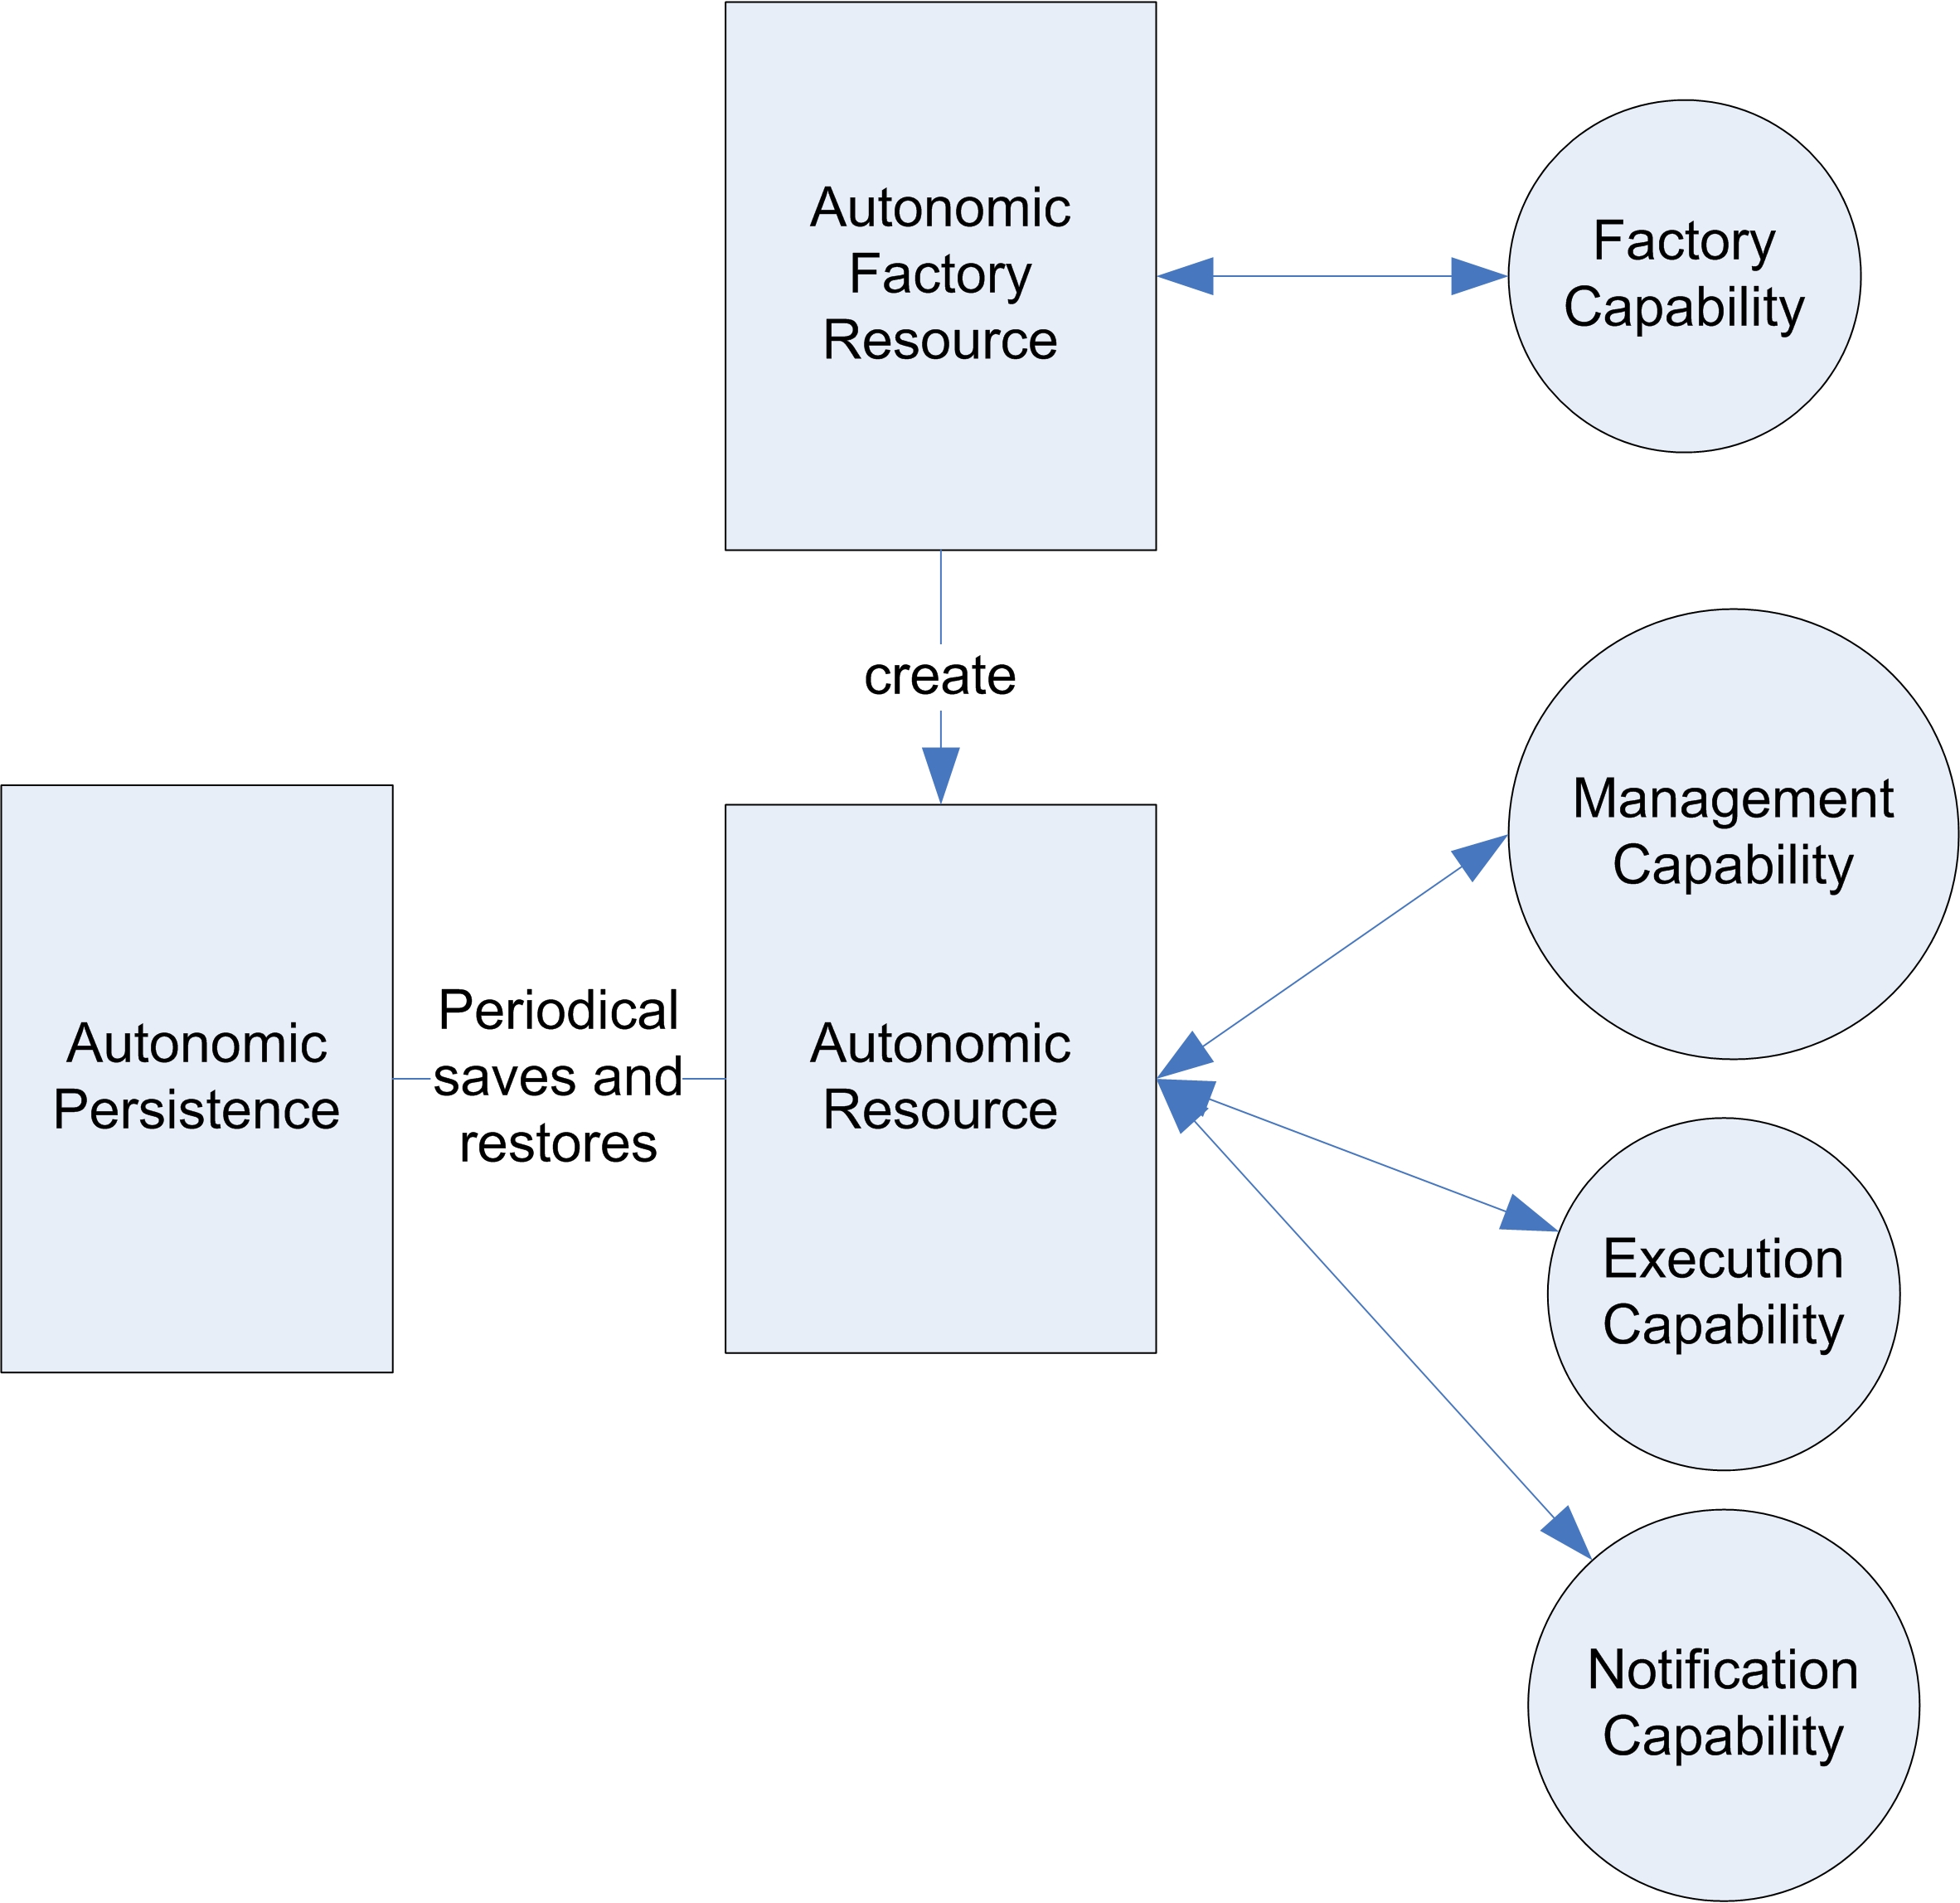 Autonomic
Factory
Resource
Factory
Capability
create
Management
Capability
Autonomic
Persistence
Periodical
saves and
restores
Autonomic
Resource
Execution
Capability
Notification
Capability